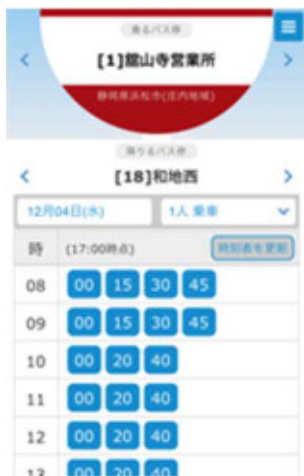 乗るバス停
[1]舘山寺営業所
静岡県浜松市(庄内地域)
降りるバス停
[18]和地西
12月04日(水) 1人 乗車
時 (17:00時点) 時刻表を更新
08 00 15 30 45
09 00 15 30 45
10 00 20 40
11 00 20 40
12 00 20 40
13 00 20 40